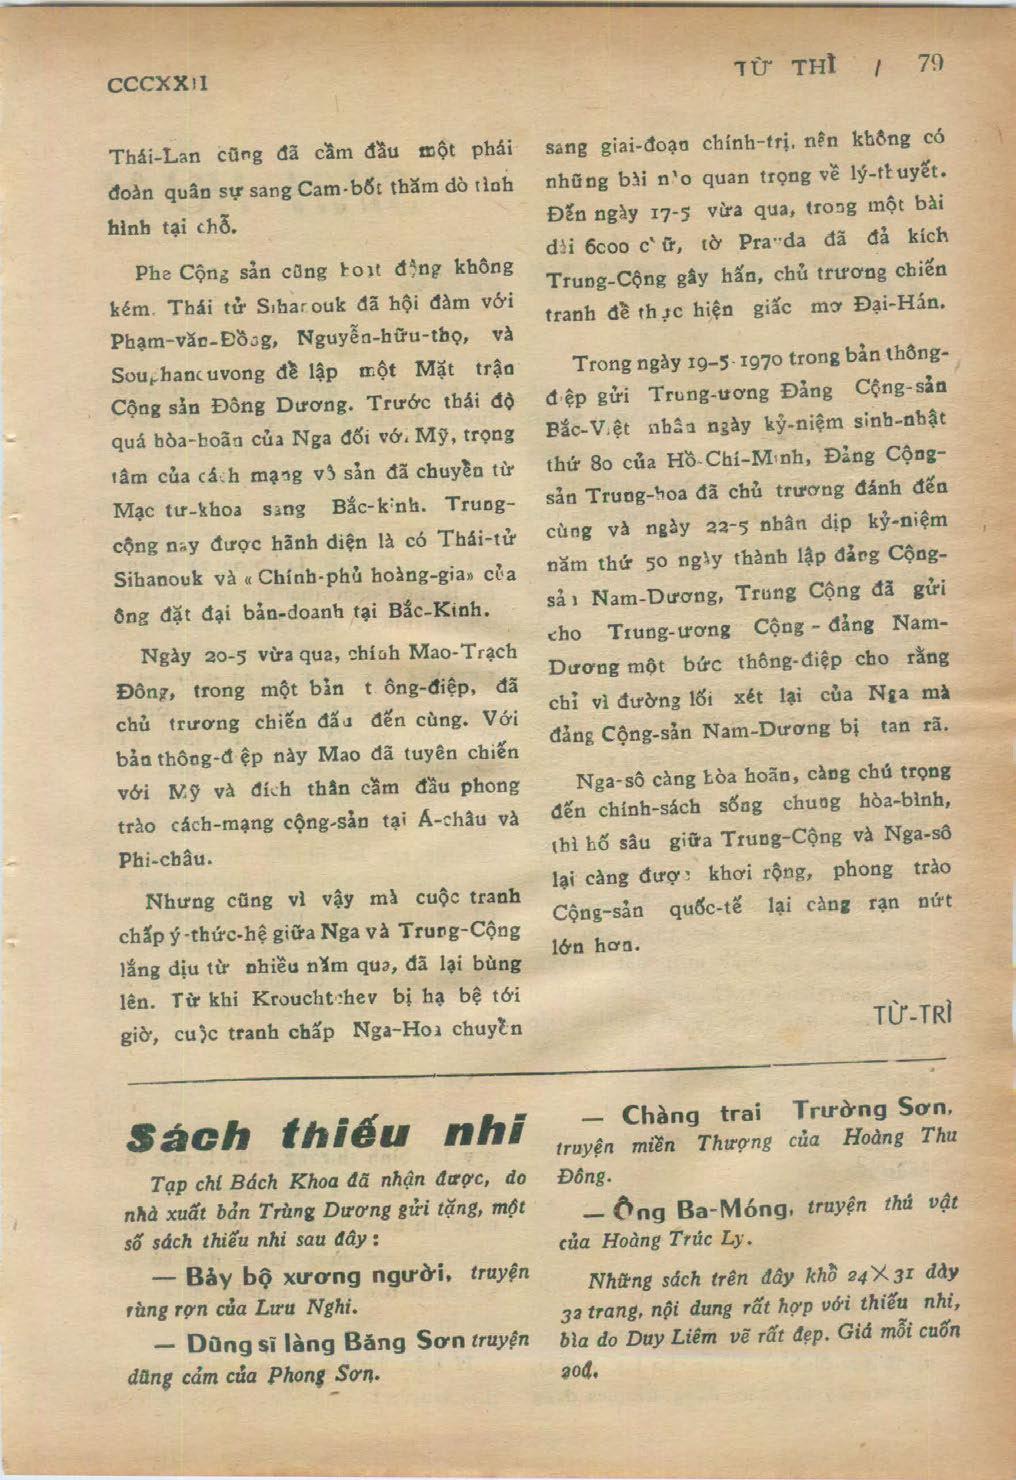 CCCXXII
TỪ THÌ / 79
Thái-Lan cũng đã cầm đầu một phái
đoàn quân sự sang Cam-bốt thăm dò tình
hình tại chỗ.
Phe Cộng sản cũng hoạt động không
kém. Thái tử Siharouk đã hội đàm với
Phạm-văn-Đồng, Nguyễn-hữu-thọ, và
Souphanouvong để lập một Mặt trận
Cộng sản Đông Dương. Trước thái độ
quá hòa-hoãn của Nga đối với Mỹ, trọng
tâm của cách mạng vô sản đã chuyển từ
Mạc tư-khoa sang Bắc-kinh. Trung-
cộng nay được hãnh diện là có Thái-tử
Sihanouk và « Chính-phủ hoàng-gia» của
ông đặt đại bản-doanh tại Bắc-Kinh.
Ngày 20-5 vừa qua, chính Mao-Trạch
Đông, trong một bản t ông-điệp, đã
chủ trương chiến đấu đến cùng. Với
bản thông-đ ệp này Mao đã tuyên chiến
với Mỹ và đích thân cầm đầu phong
trào cách-mạng cộng-sản tại Á-châu và
Phi-châu.
Nhưng cũng vì vậy mà cuộc tranh
chấp ý-thức-hệ giữa Nga và Trung-Cộng
lắng dịu từ nhiều năm qua, đã lại bùng
lên. Từ khi Krouchtchev bị hạ bệ tới
giờ, cuộc tranh chấp Nga-Hoa chuyển
sang giai-đoạn chính-trị, nên không có
những bài nào quan trọng về lý-thuyết.
Đến ngày 17-5 vừa qua, trong một bài
dài 6000 chữ, tờ Pravda đã đả kích
Trung-Cộng gây hấn, chủ trương chiến
tranh để thực hiện giấc mơ Đại-Hán.
Trong ngày 19-5-1970 trong bản thông-
điệp gửi Trung-ương Đảng Cộng-sản
Bắc-Việt nhân ngày kỷ-niệm sinh-nhật
thứ 80 của Hồ-Chí-Minh, Đảng Cộng-
sản Trung-hoa đã chủ trương đánh đến
cùng và ngày 22-5 nhân dịp kỷ-niệm
năm thứ 50 ngày thành lập đảng Cộng-
sản Nam-Dương, Trung Cộng đã gửi
cho Trung-ương Cộng - đảng Nam-
Dương một bức thông-điệp cho rằng
chỉ vì đường lối xét lại của Nga mà
đảng Cộng-sản Nam-Dương bị tan rã.
Nga-sô càng hòa hoãn, càng chú trọng
đến chính-sách sống chung hòa-bình,
thì hố sâu giữa Trung-Cộng và Nga-sô
lại càng được khơi rộng, phong trào
Cộng-sản quốc-tế lại càng rạn nứt
lớn hơn.
TỪ-TRÌ
Sách thiếu nhi
Tạp chí Bách Khoa đã nhận được, do
nhà xuất bản Trùng Dương gửi tặng, một
số sách thiếu nhi sau đây :
— Bảy bộ xương người, truyện
rùng rợn của Lưu Nghi.
— Dũng sĩ làng Băng Sơn truyện
dũng cảm của Phong Sơn.
— Chàng trai Trường Sơn,
truyện miền Thượng của Hoàng Thu
Đông.
— Ông Ba-Móng, truyện thú vật
của Hoàng Trúc Ly.
Những sách trên đây khổ 24X31 dày
32 trang, nội dung rất hợp với thiếu nhi,
bìa do Duy Liêm vẽ rất đẹp. Giá mỗi cuốn
20đ.